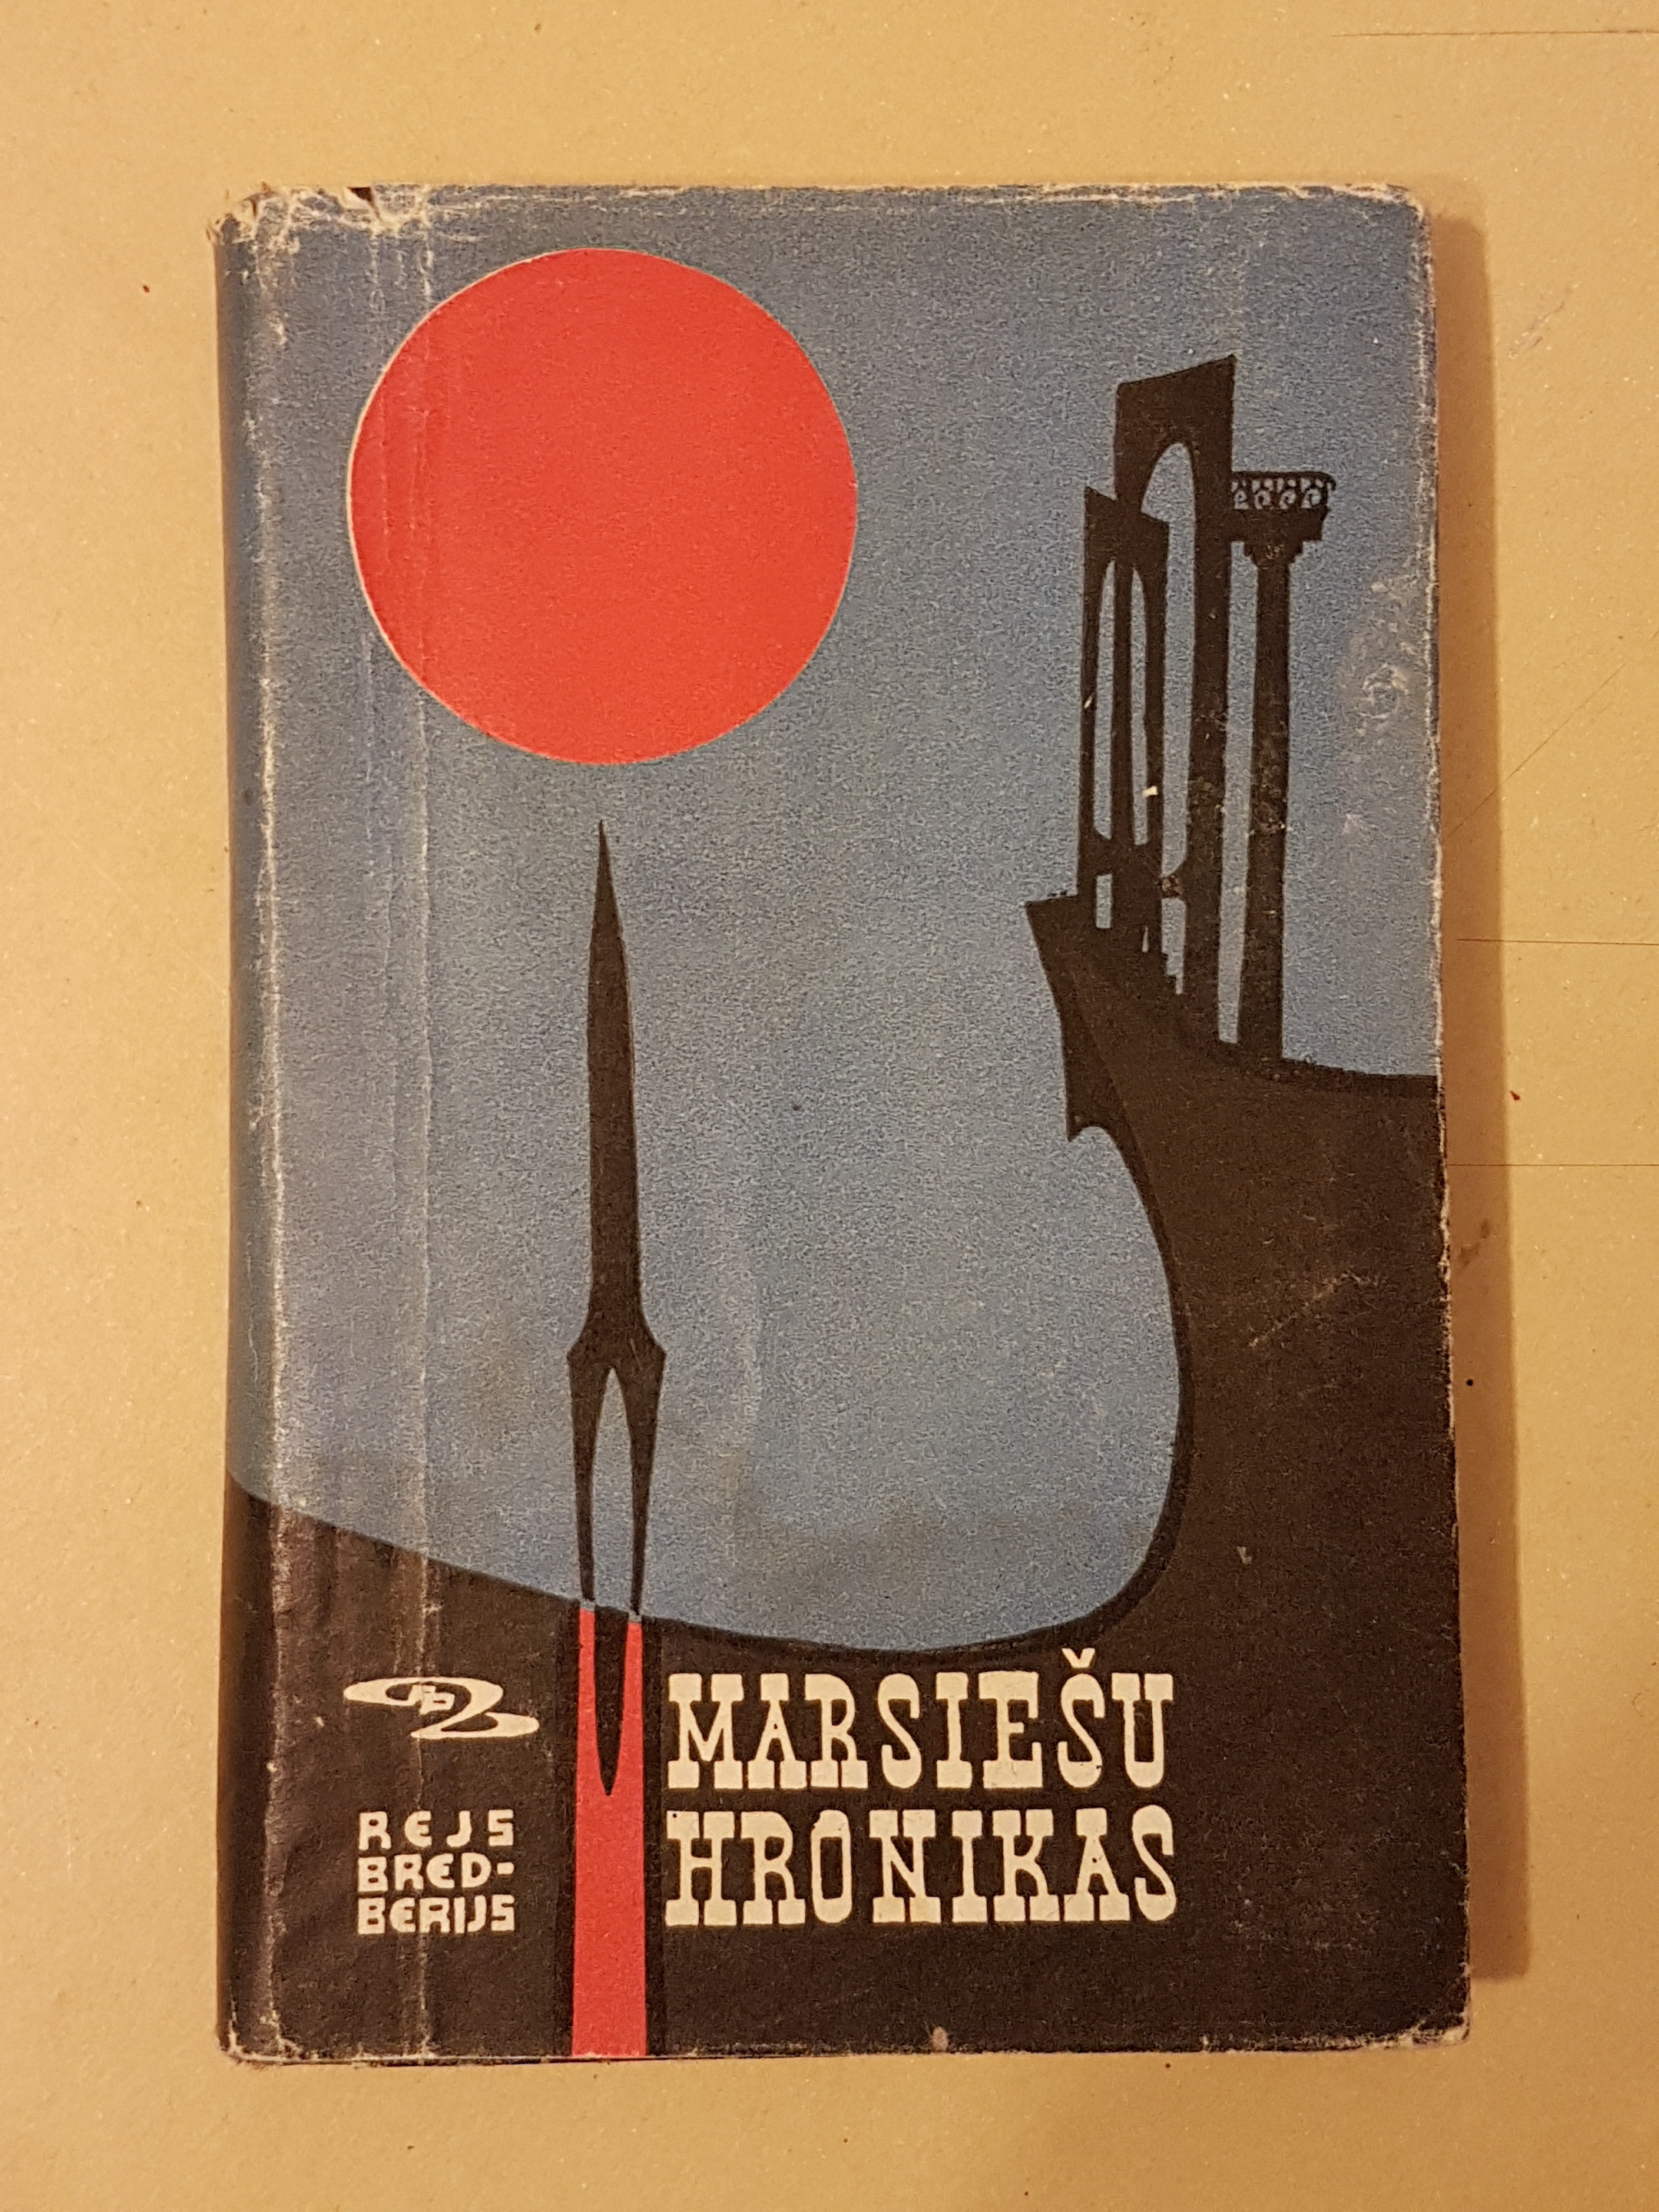 REJS
BRED-
BERIJS
MARSIEŠU
HRONIKAS